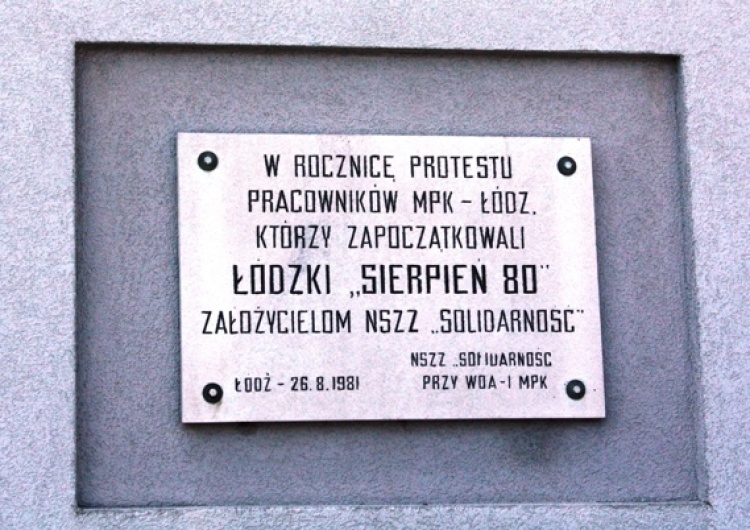 W ROCZNICĘ PROTESTU
PRACOWNIKÓW MPK – ŁÓDŹ,
KTÓRZY ZAPOCZĄTKOWALI
ŁÓDZKI „SIERPIEŃ 80"
ZAŁOŻYCIELOM NSZZ „SOLIDARNOŚĆ"
NSZZ „SOLIDARNOŚĆ
ŁÓDŹ – 26.8.1981 PRZY WOA-1 MPK